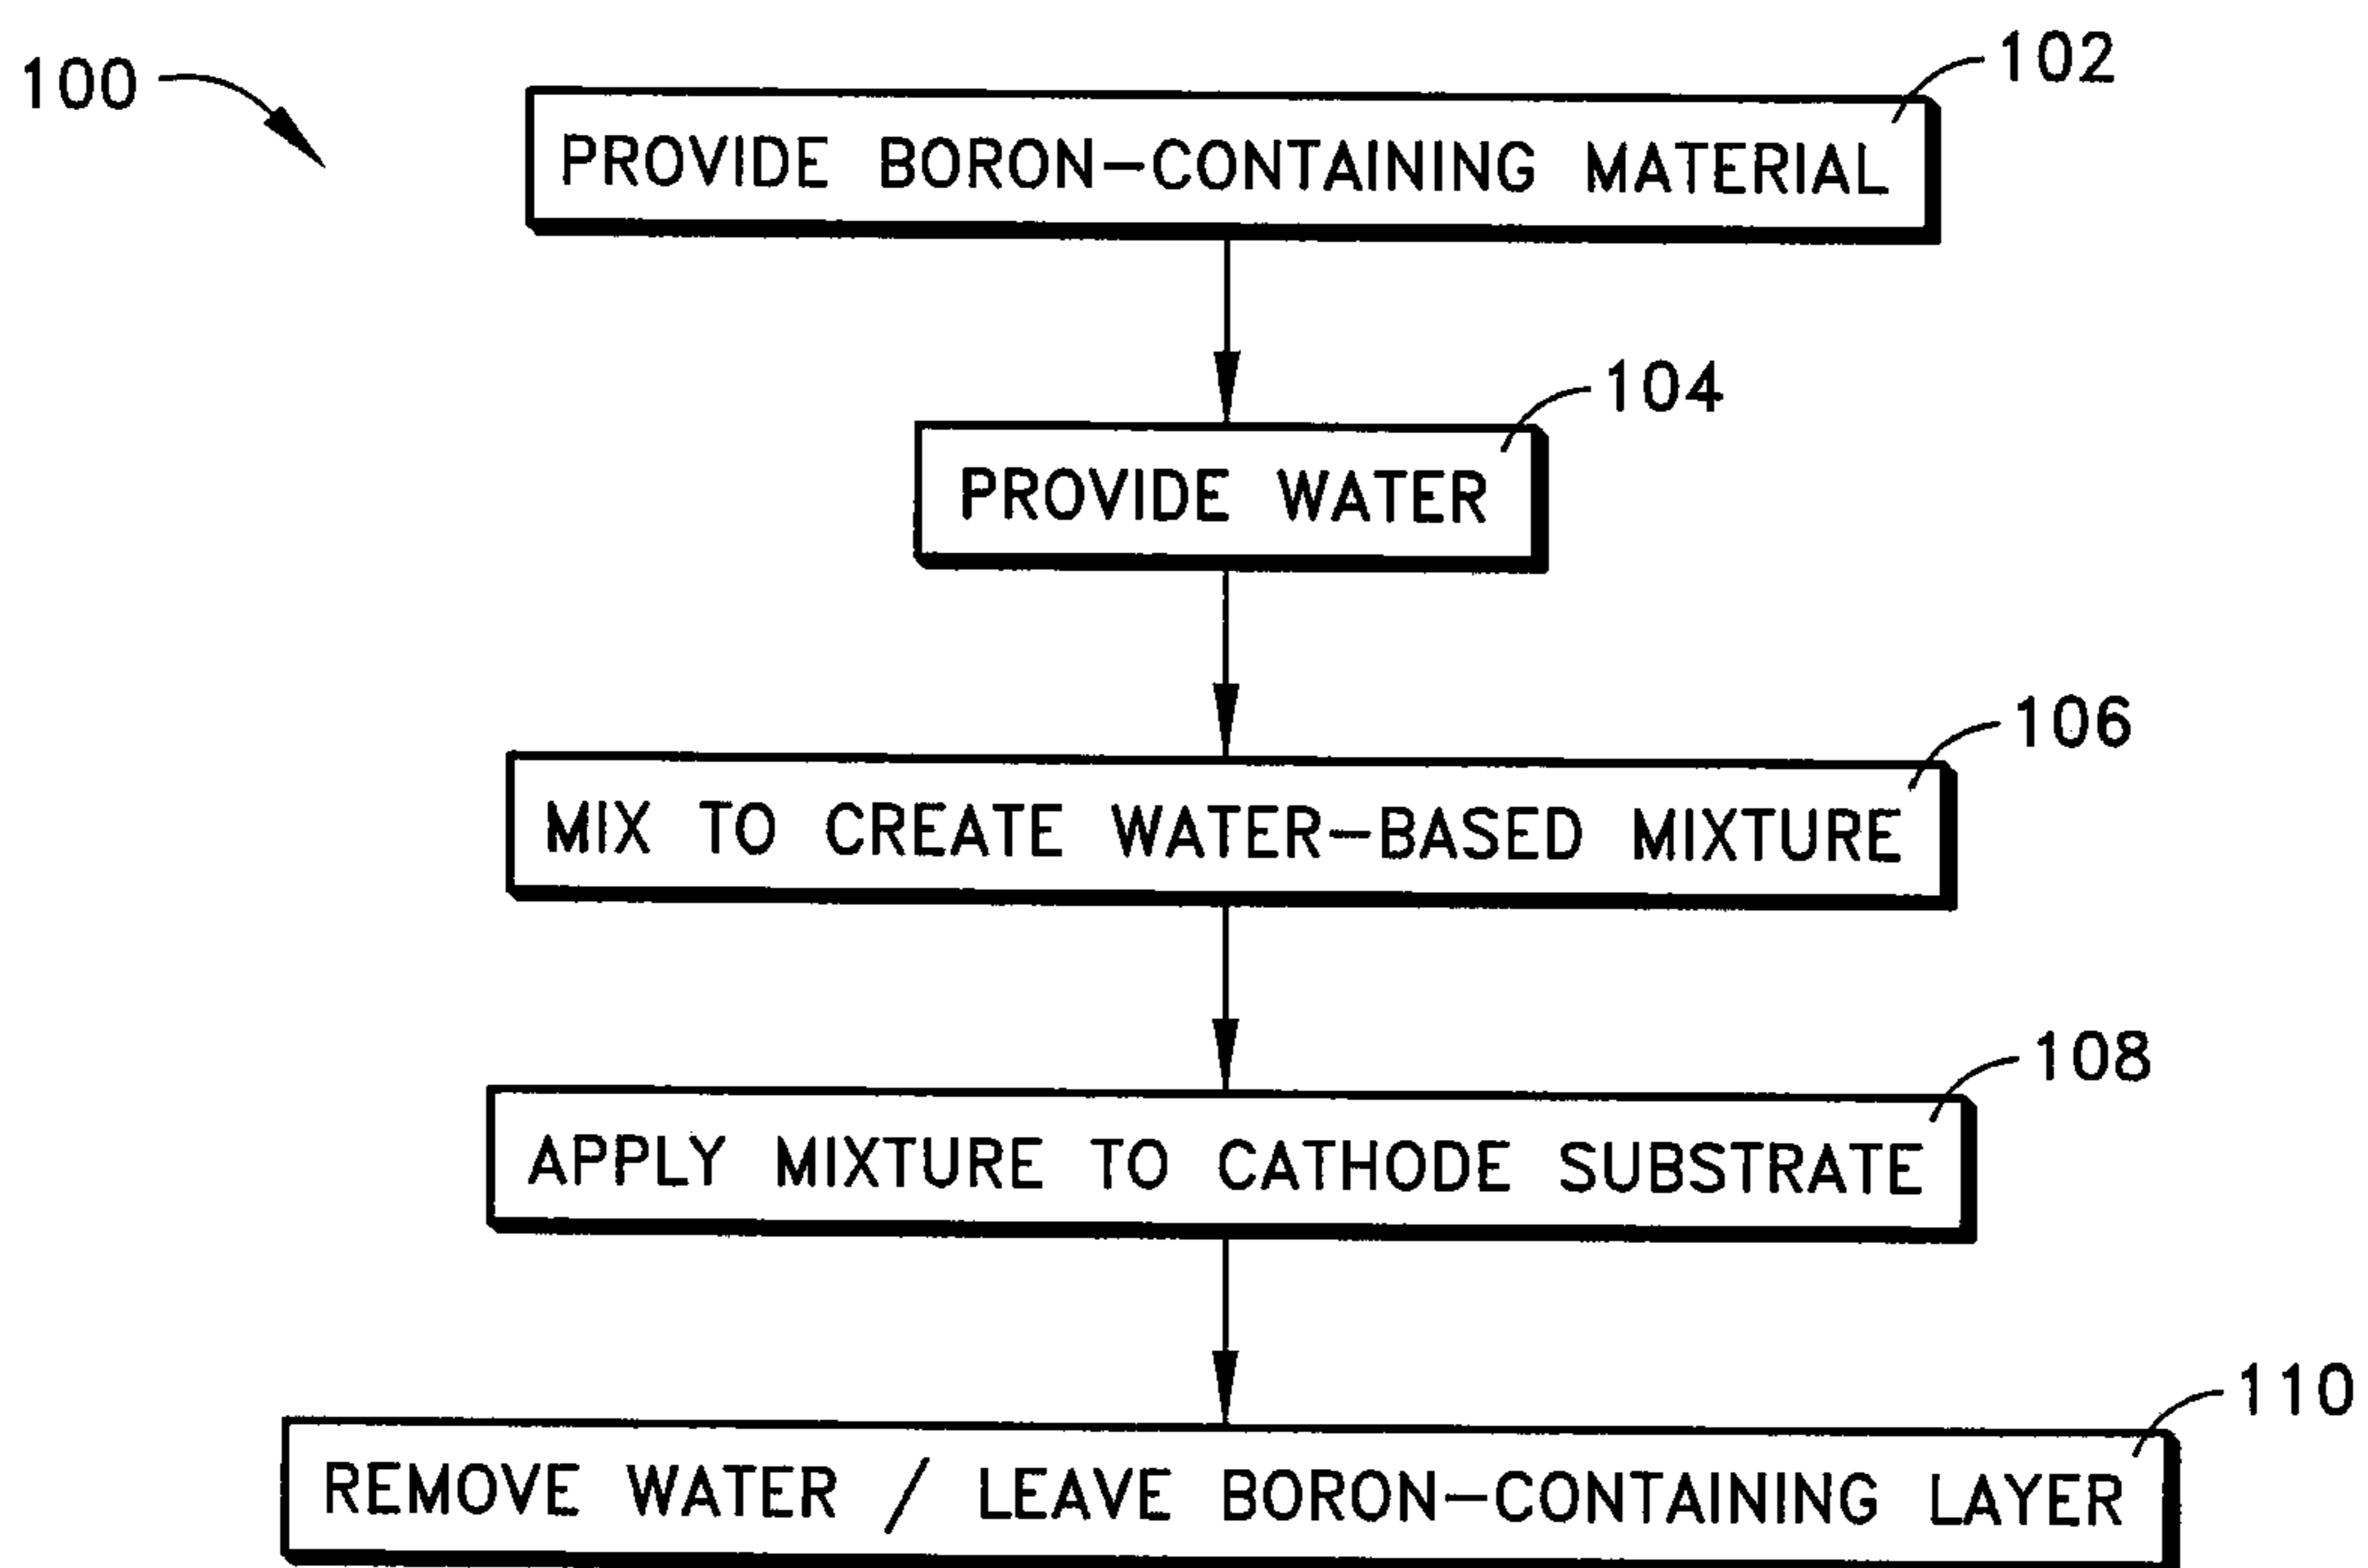 100
102
PROVIDE BORON-CONTAINING MATERIAL
104
PROVIDE WATER
106
MIX TO CREATE WATER-BASED MIXTURE
108
APPLY MIXTURE TO CATHODE SUBSTRATE
110
REMOVE WATER / LEAVE BORON-CONTAINING LAYER